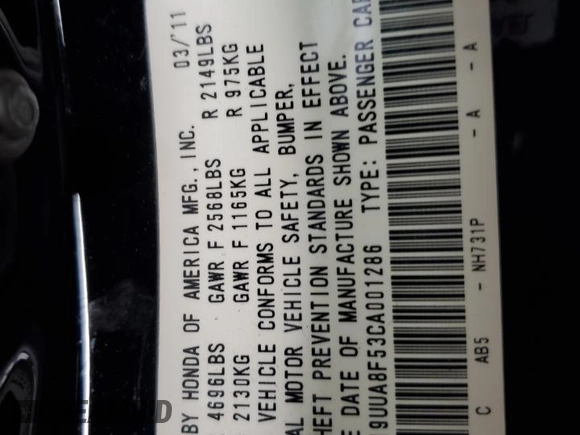 BY HONDA OF AMERICA MFG., INC. 03/'11
4696LBS GAWR F 2568LBS R 2149LBS
2130KG GAWR F 1165KG R 975KG
VEHICLE CONFORMS TO ALL APPLICABLE
AL MOTOR VEHICLE SAFETY, BUMPER,
HEFT PREVENTION STANDARDS IN EFFECT
E DATE OF MANUFACTURE SHOWN ABOVE.
9UUA8F53CA001286 TYPE: PASSENGER CAR
C AB5 - NH731P - A - A